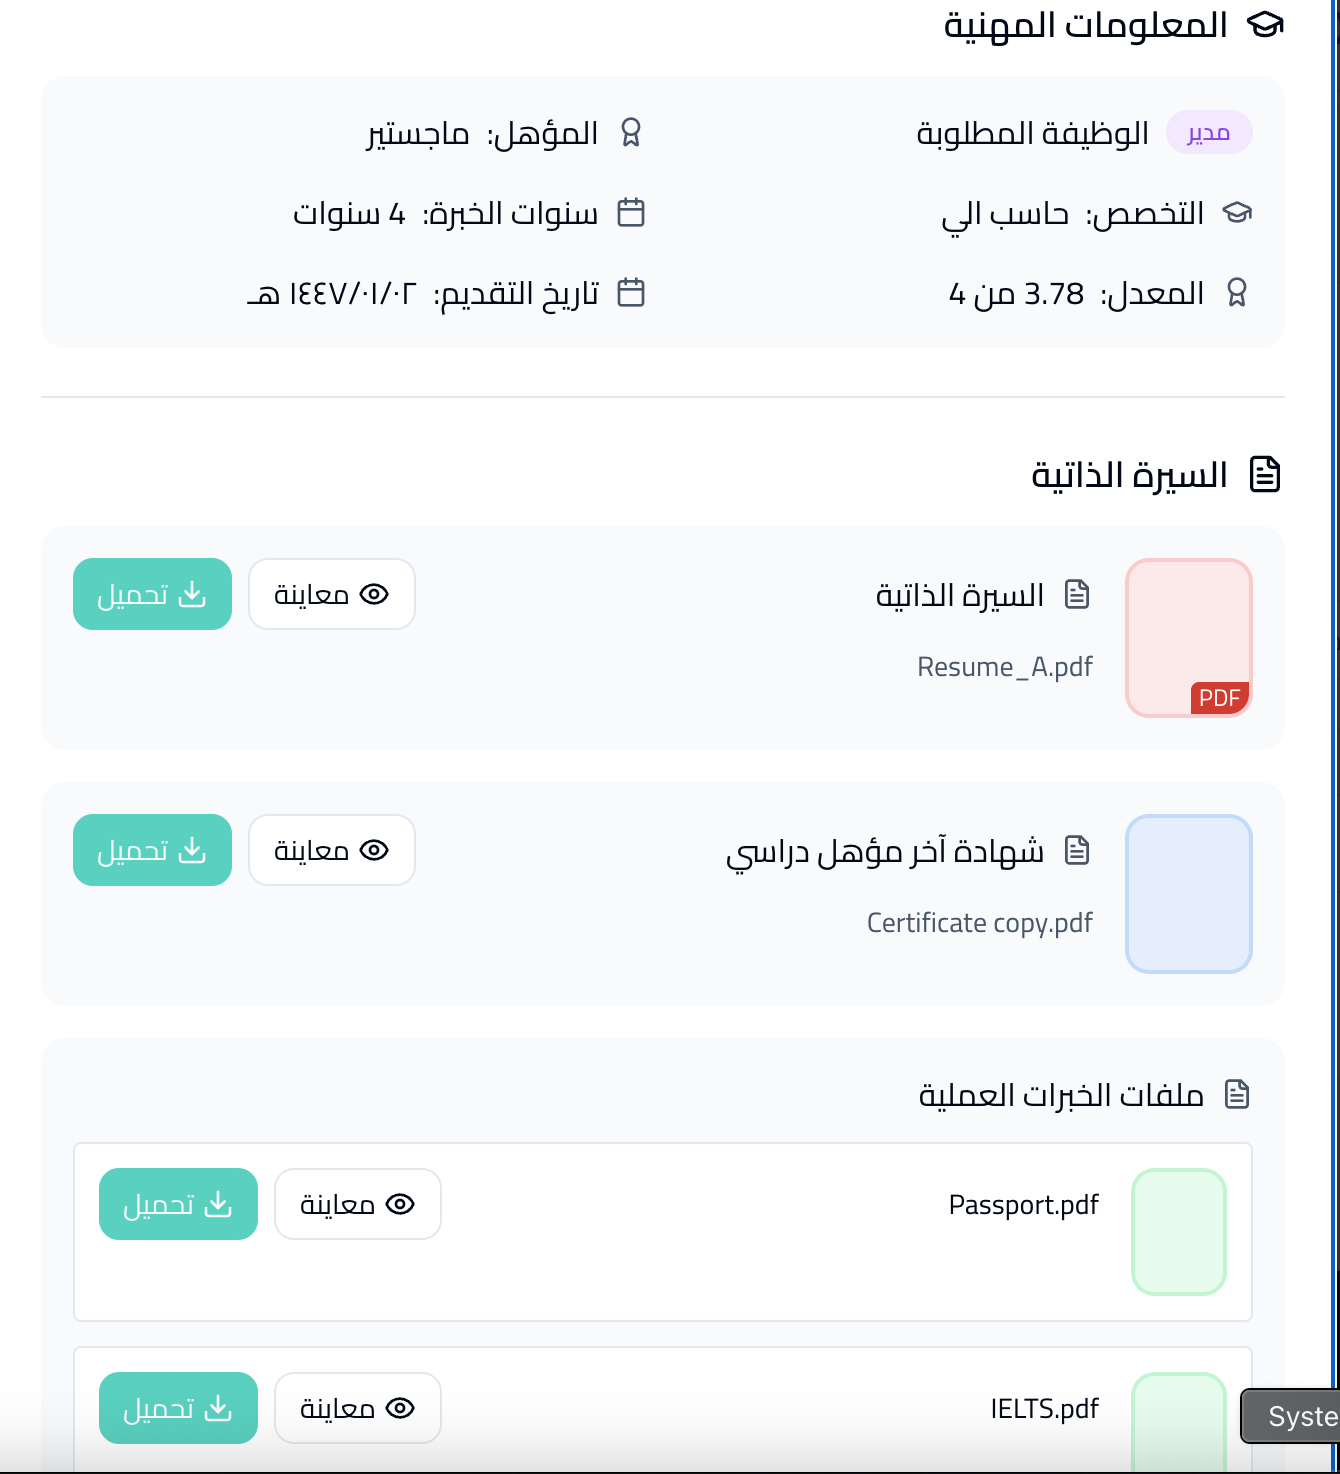 المعلومات المهنية
مدير الوظيفة المطلوبة
المؤهل: ماجستير
التخصص: حاسب الي
سنوات الخبرة: 4 سنوات
المعدل: 3.78 من 4
تاريخ التقديم: ١٤٤٧/٠١/٠٢ هـ
السيرة الذاتية
السيرة الذاتية
معاينة
تحميل
Resume_A.pdf
PDF
شهادة آخر مؤهل دراسي
معاينة
تحميل
Certificate copy.pdf
ملفات الخبرات العملية
Passport.pdf
معاينة
تحميل
IELTS.pdf
معاينة
تحميل
Syste